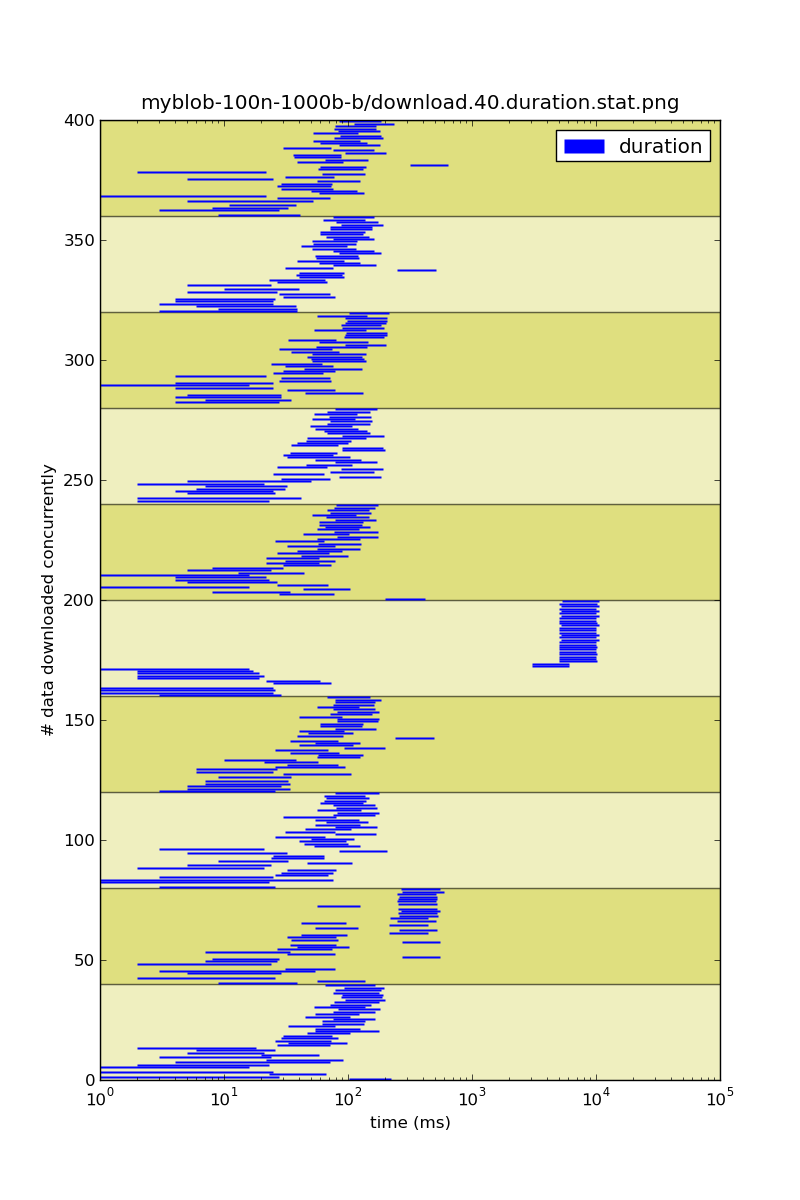 myblob-100n-1000b-b/download.40.duration.stat.png
duration
400
350
300
250
200
150
100
50
0
# data downloaded concurrently
10^0 10^1 10^2 10^3 10^4 10^5
time (ms)